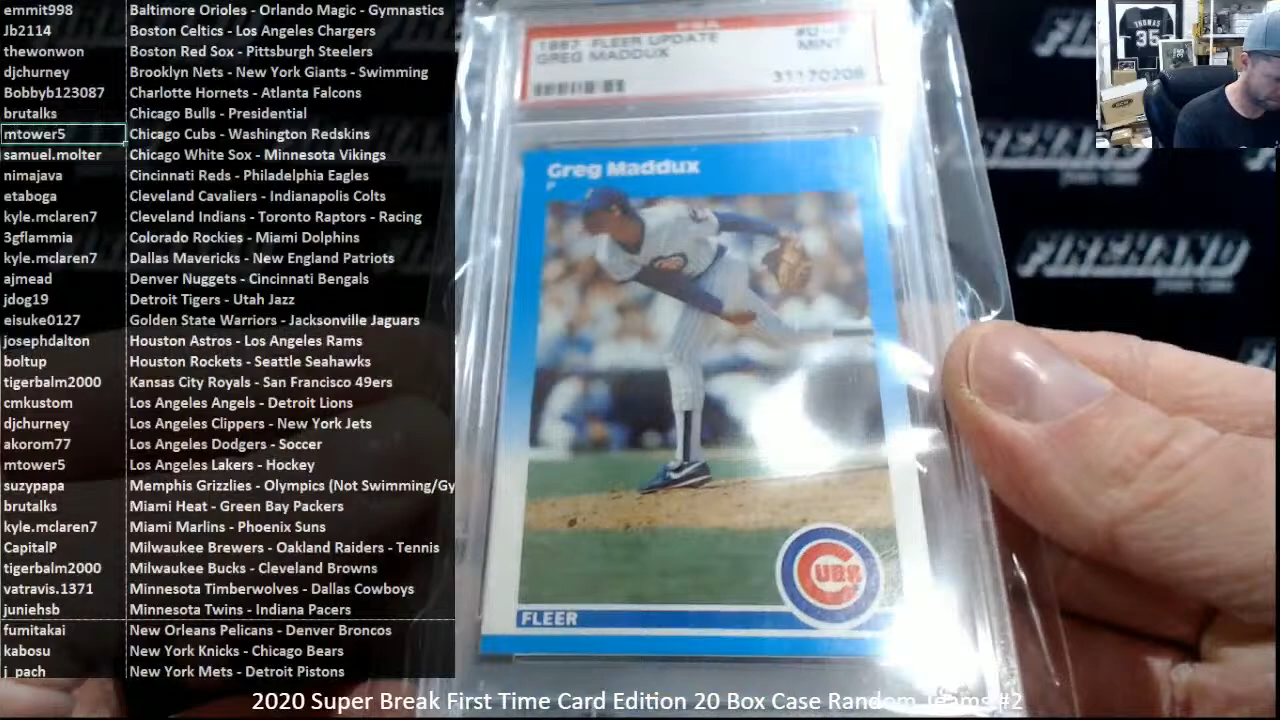 emmit998 Baltimore Orioles - Orlando Magic - Gymnastics
Jb2114 Boston Celtics - Los Angeles Chargers
thewonwon Boston Red Sox - Pittsburgh Steelers
djchurney Brooklyn Nets - New York Giants - Swimming
Bobbyb123087 Charlotte Hornets - Atlanta Falcons
brutalks Chicago Bulls - Presidential
mtower5 Chicago Cubs - Washington Redskins
samuel.molter Chicago White Sox - Minnesota Vikings
nimajava Cincinnati Reds - Philadelphia Eagles
etaboga Cleveland Cavaliers - Indianapolis Colts
kyle.mclaren7 Cleveland Indians - Toronto Raptors - Racing
3gflammia Colorado Rockies - Miami Dolphins
kyle.mclaren7 Dallas Mavericks - New England Patriots
ajmead Denver Nuggets - Cincinnati Bengals
jdog19 Detroit Tigers - Utah Jazz
eisuke0127 Golden State Warriors - Jacksonville Jaguars
josephdalton Houston Astros - Los Angeles Rams
boltup Houston Rockets - Seattle Seahawks
tigerbalm2000 Kansas City Royals - San Francisco 49ers
cmkustom Los Angeles Angels - Detroit Lions
djchurney Los Angeles Clippers - New York Jets
akorom77 Los Angeles Dodgers - Soccer
mtower5 Los Angeles Lakers - Hockey
suzypapa Memphis Grizzlies - Olympics (Not Swimming/Gy
brutalks Miami Heat - Green Bay Packers
kyle.mclaren7 Miami Marlins - Phoenix Suns
CapitalP Milwaukee Brewers - Oakland Raiders - Tennis
tigerbalm2000 Milwaukee Bucks - Cleveland Browns
vatravis.1371 Minnesota Timberwolves - Dallas Cowboys
juniehsb Minnesota Twins - Indiana Pacers
fumitakai New Orleans Pelicans - Denver Broncos
kabosu New York Knicks - Chicago Bears
j_pach New York Mets - Detroit Pistons
1987 FLEER UPDATE
GREG MADDUX MINT
31170208
Greg Maddux
P
CUBS
FLEER
THOMAS
35
FIREHAND
2020 Super Break First Time Card Edition 20 Box Case Random Teams #2